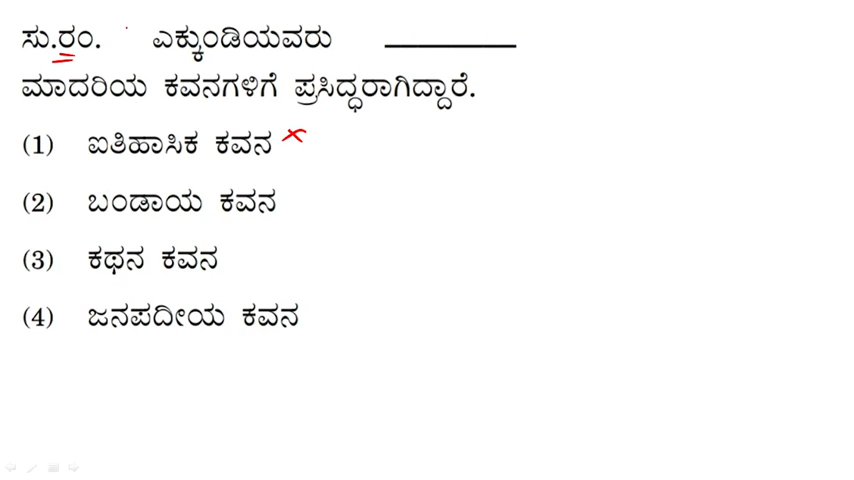 ಸು.ರಂ. ಎಕ್ಕುಂಡಿಯವರು ________
ಮಾದರಿಯ ಕವನಗಳಿಗೆ ಪ್ರಸಿದ್ಧರಾಗಿದ್ದಾರೆ.
(1) ಐತಿಹಾಸಿಕ ಕವನ ×
(2) ಬಂಡಾಯ ಕವನ
(3) ಕಥನ ಕವನ
(4) ಜನಪದೀಯ ಕವನ